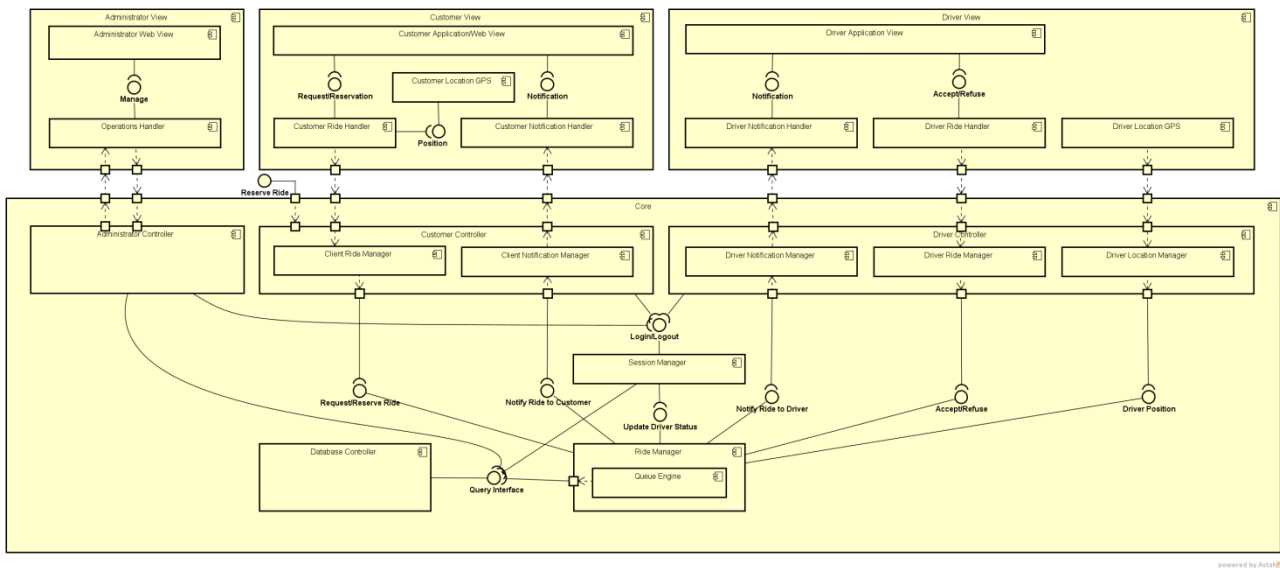 Administrator View
Customer View
Driver View
Administrator Web View
Customer Application/Web View
Driver Application View
Manage
Request/Reservation
Customer Location GPS
Notification
Notification
Accept/Refuse
Operations Handler
Customer Ride Handler
Position
Customer Notification Handler
Driver Notification Handler
Driver Ride Handler
Driver Location GPS
Reserve Ride
Core
Administrator Controller
Customer Controller
Driver Controller
Client Ride Manager
Client Notification Manager
Driver Notification Manager
Driver Ride Manager
Driver Location Manager
Login/Logout
Session Manager
Request/Reserve Ride
Notify Ride to Customer
Update Driver Status
Notify Ride to Driver
Accept/Refuse
Driver Position
Database Controller
Query Interface
Ride Manager
Queue Engine
powered by Astah